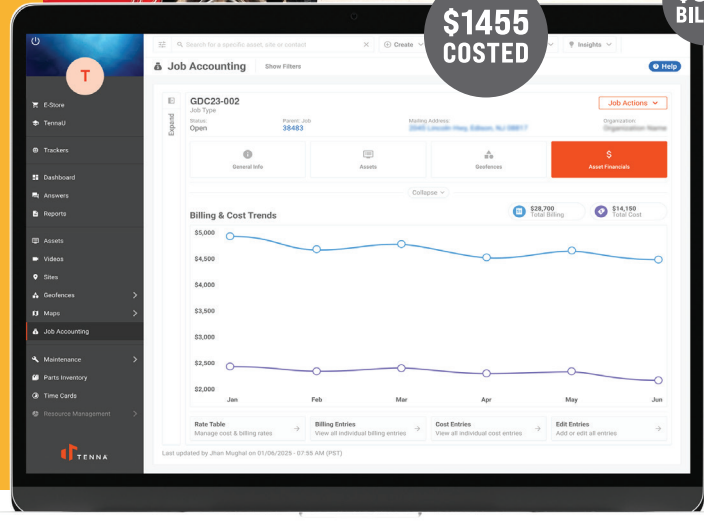 $1455
COSTED
BIL
Search for a specific asset, site or contact
Create
Insights
Job Accounting
Show Filters
Help
T
E-Store
TennaU
Trackers
Dashboard
Answers
Reports
Assets
Videos
Sites
Geofences
Maps
Job Accounting
Maintenance
Parts Inventory
Time Cards
Resource Management
TENNA
Expand
GDC23-002
Job Type
Job Actions
Status:
Open
Parent: Job
38483
Mailing Address:
Organization:
Organization Name
General Info
Assets
Geofences
$
Asset Financials
Collapse
Billing & Cost Trends
$28,700
Total Billing
$14,150
Total Cost
$5,000
$4,500
$4,000
$3,500
$3,000
$2,500
$2,000
Jan
Feb
Mar
Apr
May
Jun
Rate Table
Manage cost & billing rates
Billing Entries
View all individual billing entries
Cost Entries
View all individual cost entries
Edit Entries
Add or edit all entries
Last updated by Jhan Mughal on 01/06/2025- 07:55 AM (PST)